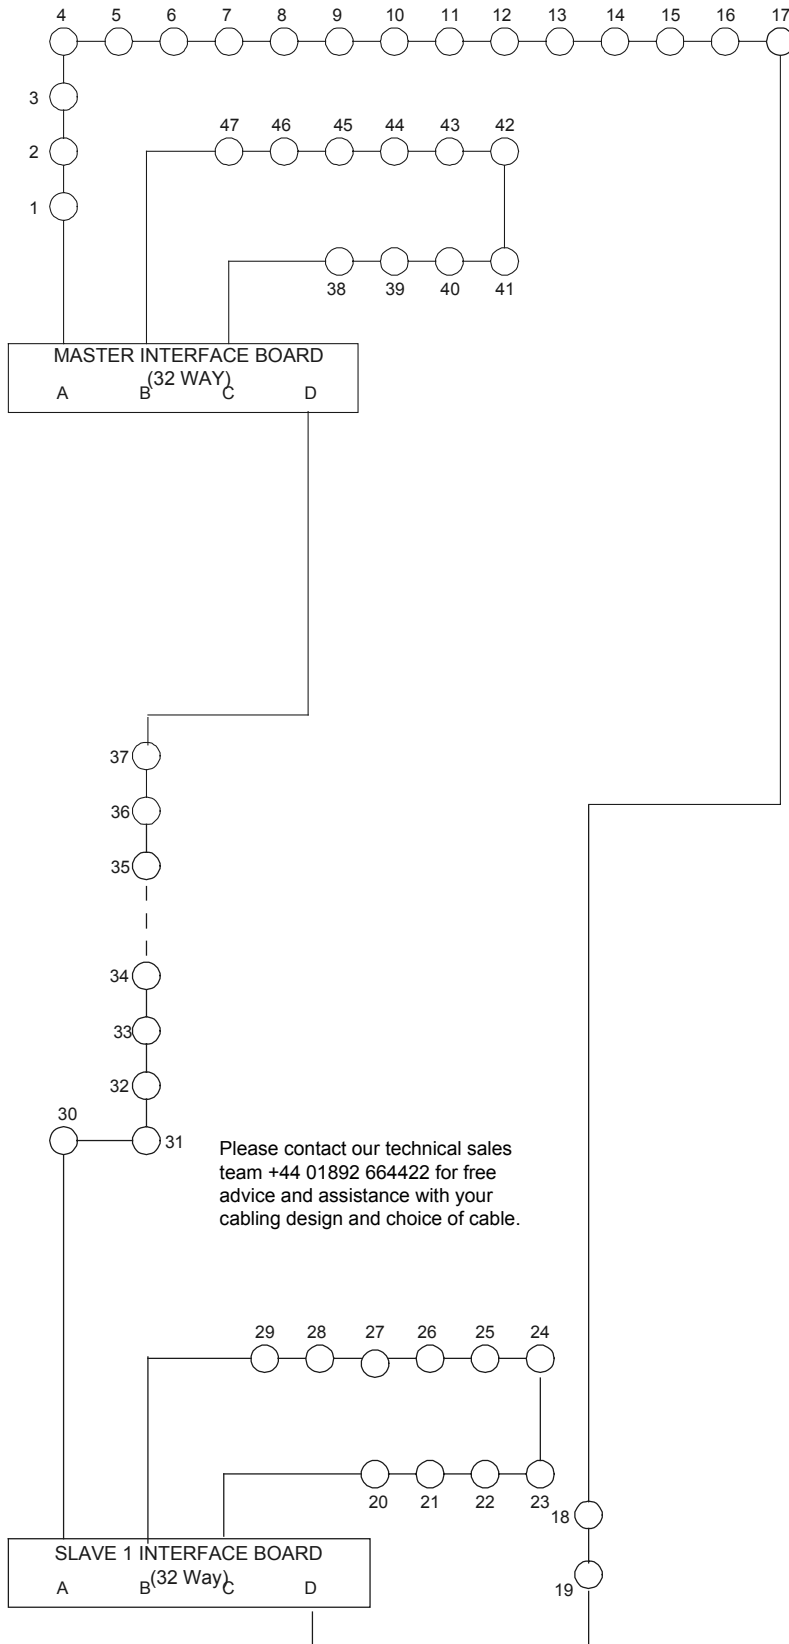 4 5 6 7 8 9 10 11 12 13 14 15 16 17
3
47 46 45 44 43 42
2
1
38 39 40 41
MASTER INTERFACE BOARD
(32 WAY)
A B C D
37
36
35
34
33
32
30
31
Please contact our technical sales
team +44 01892 664422 for free
advice and assistance with your
cabling design and choice of cable.
29 28 27 26 25 24
20 21 22 23
18
SLAVE 1 INTERFACE BOARD
(32 Way)
19
A B C D